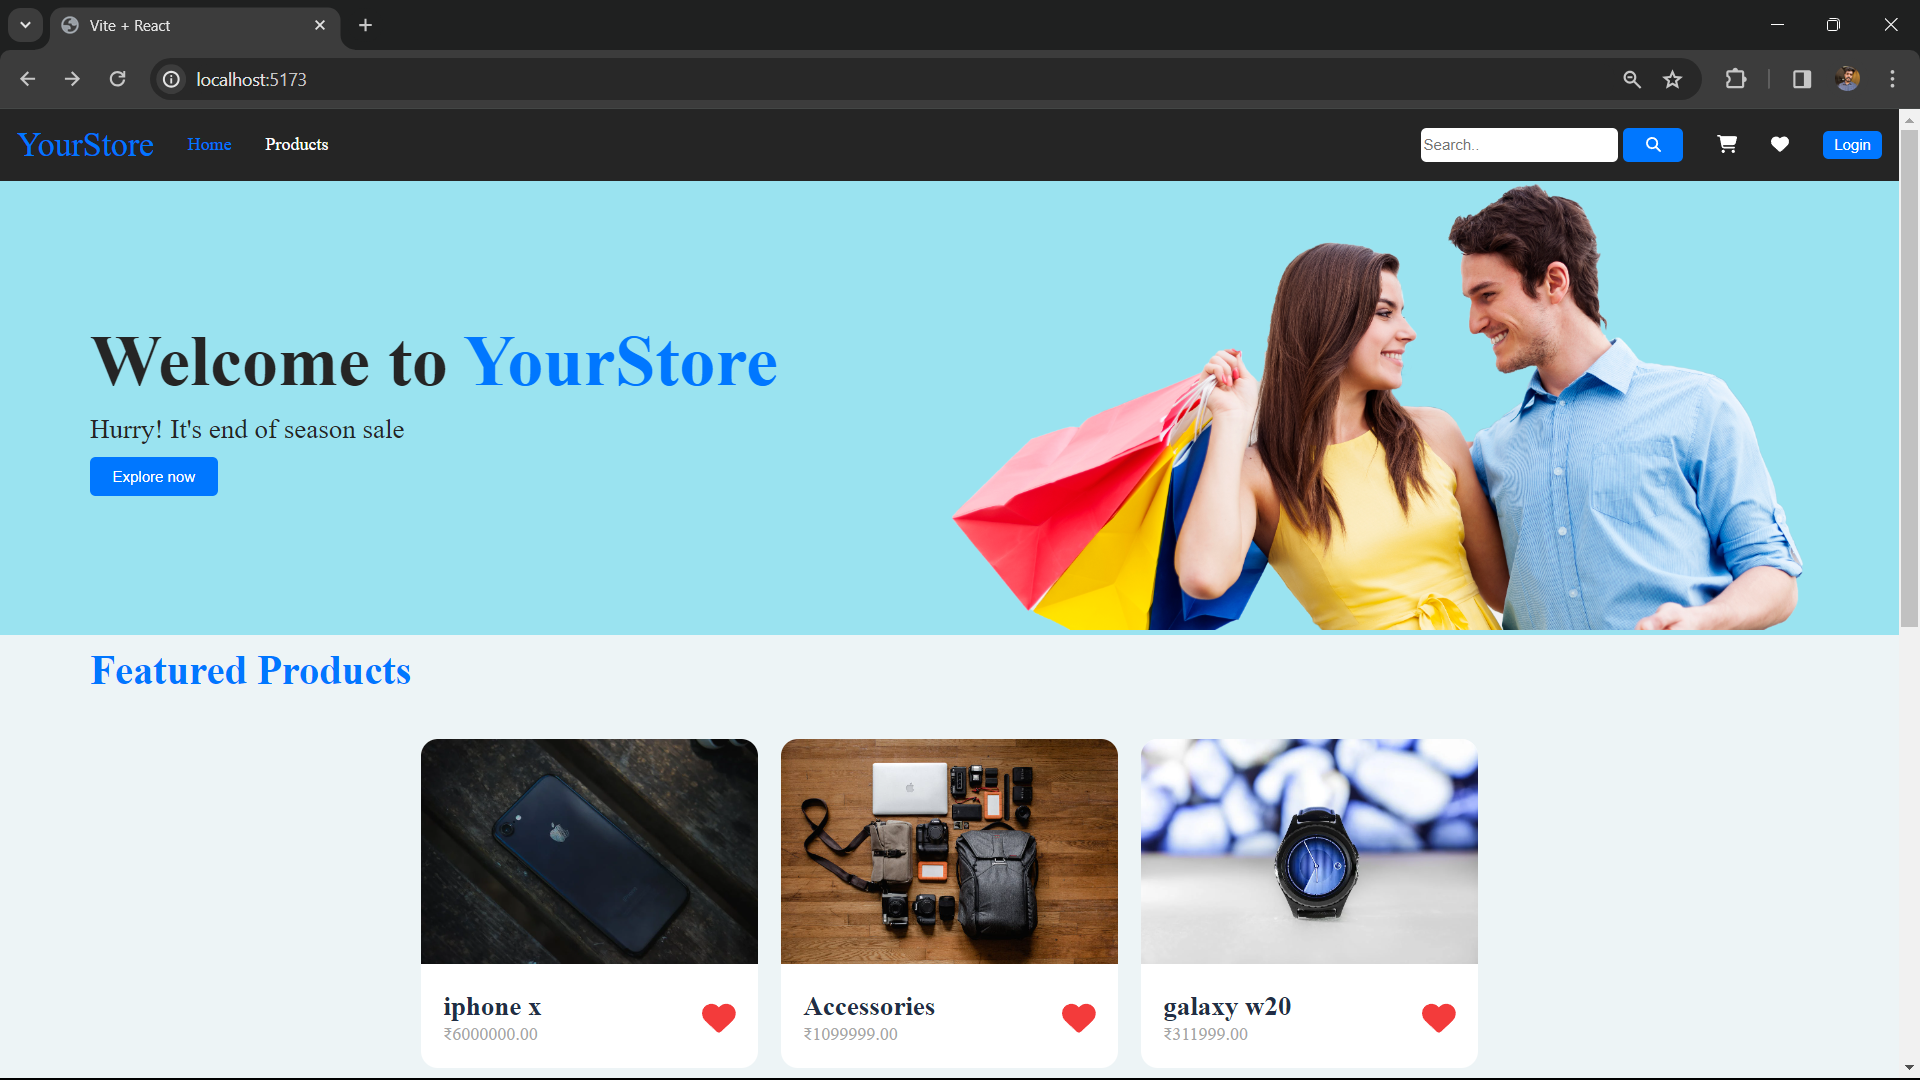 Vite + React
localhost:5173
YourStore Home Products Search.. Login
Welcome to YourStore
Hurry! It's end of season sale
Explore now
Featured Products
iphone x Accessories galaxy w20
₹6000000.00 ₹1099999.00 ₹311999.00